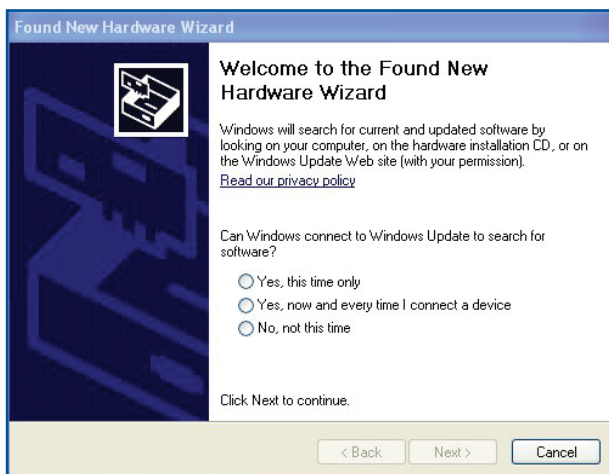 Found New Hardware Wizard
Welcome to the Found New
Hardware Wizard
Windows will search for current and updated software by
looking on your computer, on the hardware installation CD, or on
the Windows Update Web site (with your permission).
Read our privacy policy
Can Windows connect to Windows Update to search for
software?
Yes, this time only
Yes, now and every time I connect a device
No, not this time
Click Next to continue.
< Back Next > Cancel